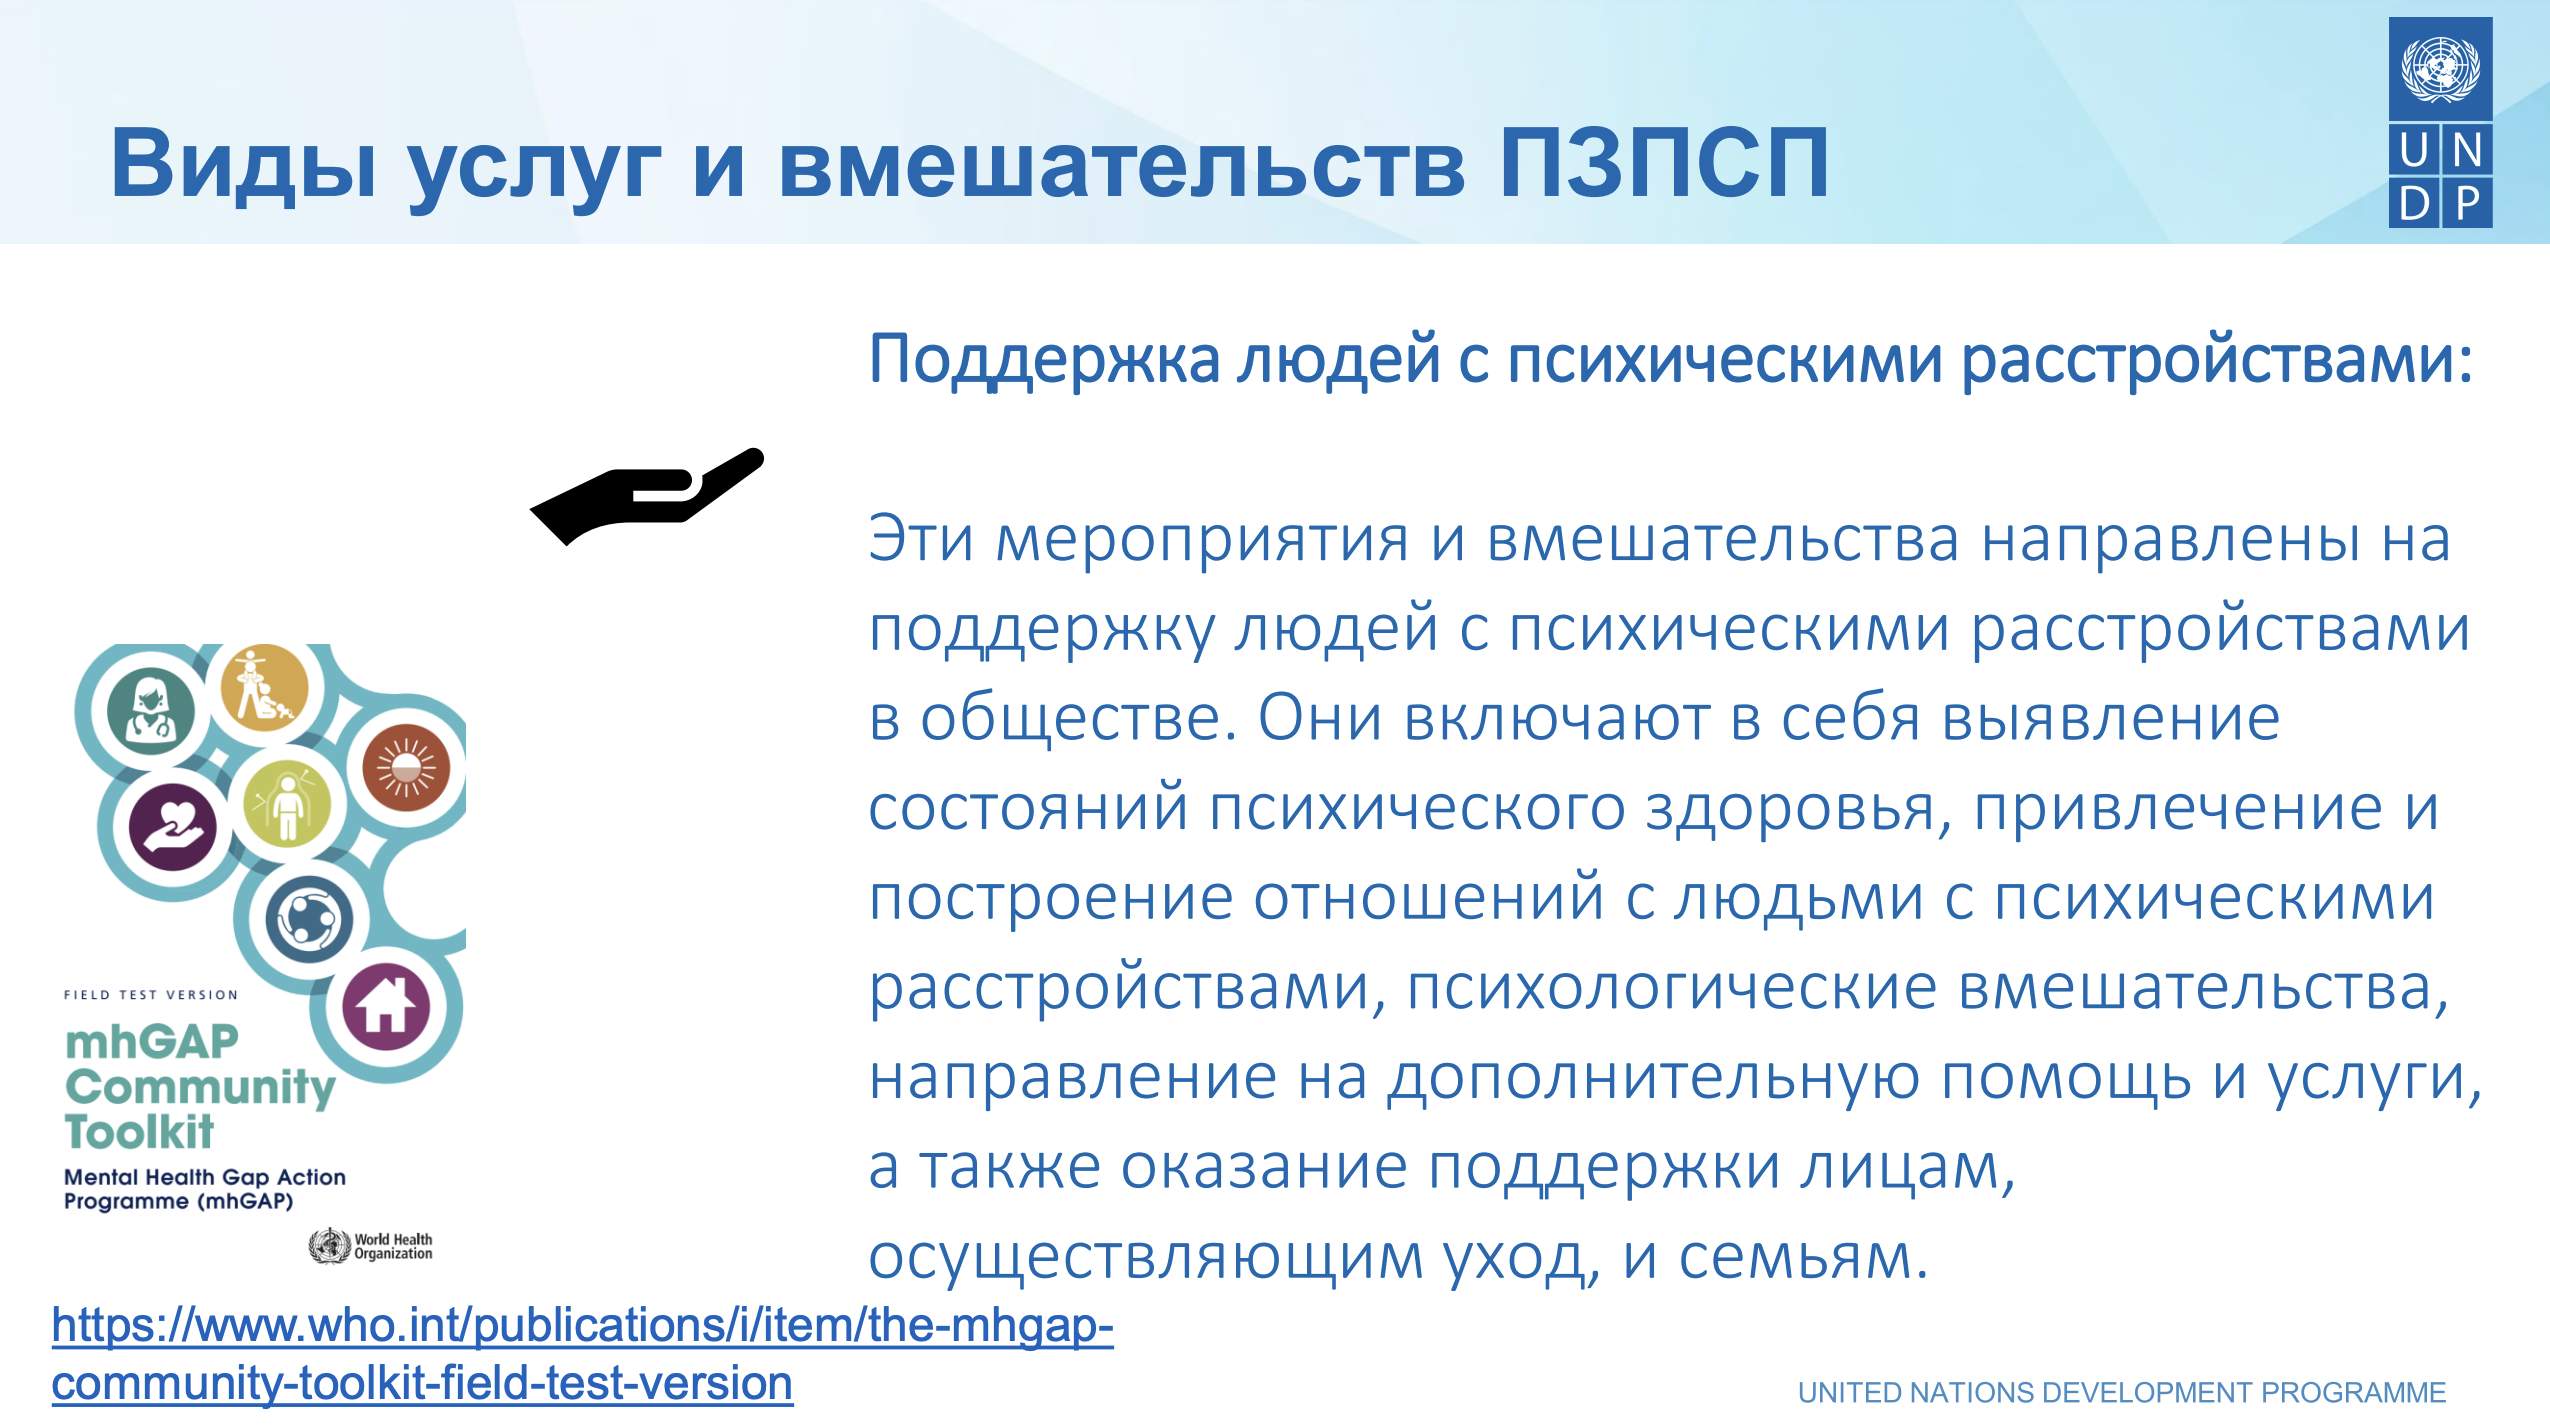 Виды услуг и вмешательств ПЗПСП
U N
D P
Поддержка людей с психическими расстройствами:
Эти мероприятия и вмешательства направлены на
поддержку людей с психическими расстройствами
в обществе. Они включают в себя выявление
состояний психического здоровья, привлечение и
построение отношений с людьми с психическими
расстройствами, психологические вмешательства,
направление на дополнительную помощь и услуги,
а также оказание поддержки лицам,
осуществляющим уход, и семьям.
FIELD TEST VERSION
mhGAP
Community
Toolkit
Mental Health Gap Action
Programme (mhGAP)
World Health
Organization
https://www.who.int/publications/i/item/the-mhgap-
community-toolkit-field-test-version
UNITED NATIONS DEVELOPMENT PROGRAMME